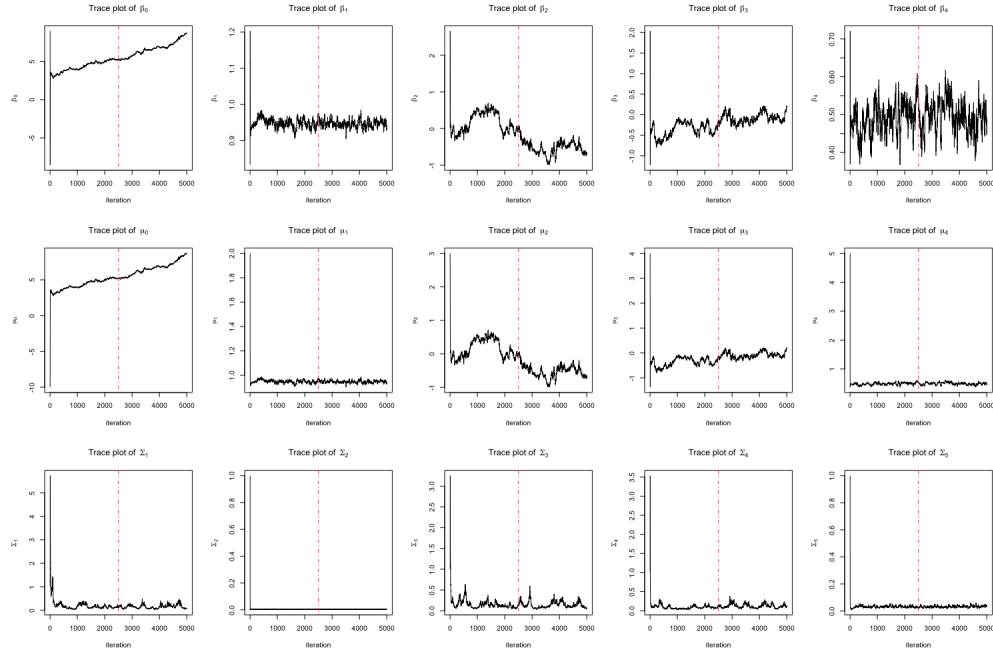 Trace plot of β₀
Trace plot of β₁
Trace plot of β₂
Trace plot of β₃
Trace plot of β₄
β₀
5
0
-5
0 1000 2000 3000 4000 5000
iteration
β₁
1.2
1.1
1.0
0.9
0 1000 2000 3000 4000 5000
iteration
β₂
2
1
0
-1
0 1000 2000 3000 4000 5000
iteration
β₃
2.0
1.5
1.0
0.5
0.0
-0.5
-1.0
0 1000 2000 3000 4000 5000
iteration
β₄
0.70
0.60
0.50
0.40
0 1000 2000 3000 4000 5000
iteration
Trace plot of μ₀
Trace plot of μ₁
Trace plot of μ₂
Trace plot of μ₃
Trace plot of μ₄
μ₀
5
0
-5
-10
0 1000 2000 3000 4000 5000
iteration
μ₁
2.0
1.8
1.6
1.4
1.2
1.0
0 1000 2000 3000 4000 5000
iteration
μ₂
3
2
1
0
-1
0 1000 2000 3000 4000 5000
iteration
μ₃
4
3
2
1
0
-1
0 1000 2000 3000 4000 5000
iteration
μ₄
5
4
3
2
1
0 1000 2000 3000 4000 5000
iteration
Trace plot of Σ₁
Trace plot of Σ₂
Trace plot of Σ₃
Trace plot of Σ₄
Trace plot of Σ₅
Σ₁
5
4
3
2
1
0
0 1000 2000 3000 4000 5000
iteration
Σ₂
1.0
0.8
0.6
0.4
0.2
0.0
0 1000 2000 3000 4000 5000
iteration
Σ₃
3.0
2.5
2.0
1.5
1.0
0.5
0.0
0 1000 2000 3000 4000 5000
iteration
Σ₄
3.5
3.0
2.5
2.0
1.5
1.0
0.5
0.0
0 1000 2000 3000 4000 5000
iteration
Σ₅
1.0
0.8
0.6
0.4
0.2
0.0
0 1000 2000 3000 4000 5000
iteration